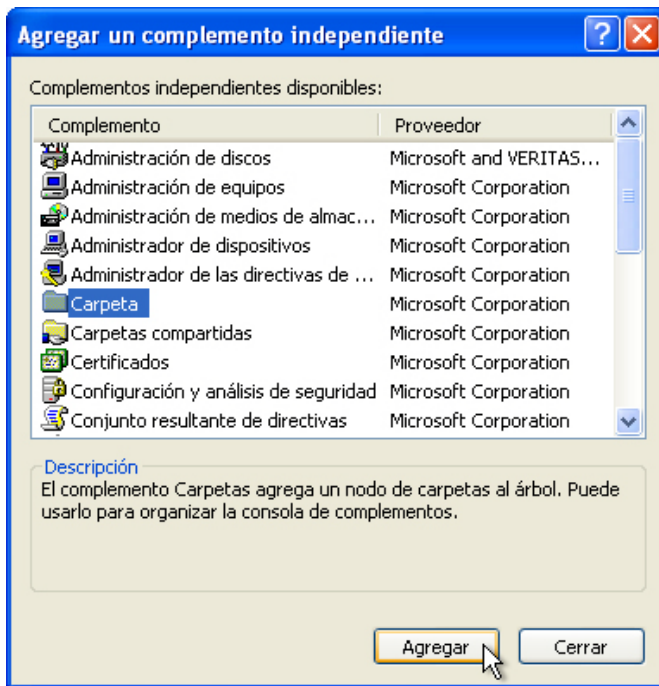 Agregar un complemento independiente
Complementos independientes disponibles:
Complemento Proveedor
Administración de discos Microsoft and VERITAS...
Administración de equipos Microsoft Corporation
Administración de medios de almac... Microsoft Corporation
Administrador de dispositivos Microsoft Corporation
Administrador de las directivas de ... Microsoft Corporation
Carpeta Microsoft Corporation
Carpetas compartidas Microsoft Corporation
Certificados Microsoft Corporation
Configuración y análisis de seguridad Microsoft Corporation
Conjunto resultante de directivas Microsoft Corporation
Descripción
El complemento Carpetas agrega un nodo de carpetas al árbol. Puede
usarlo para organizar la consola de complementos.
Agregar Cerrar